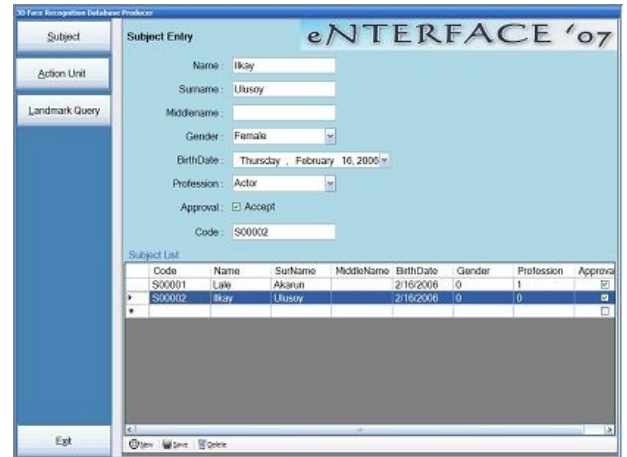 3D Face Recognition Database Producer
Subject
Action Unit
Landmark Query
Exit
Subject Entry
eNTERFACE '07
Name : Ilkay
Surname : Ulusoy
Middlename :
Gender : Female
BirthDate : Thursday , February 16, 2006
Profession : Actor
Approval : Accept
Code : S00002
Subject List
Code Name SurName MiddleName BirthDate Gender Profession Approva
S00001 Lale Akarun 2/16/2006 0 1
S00002 Ilkay Ulusoy 2/16/2006 0 0
New Save Delete